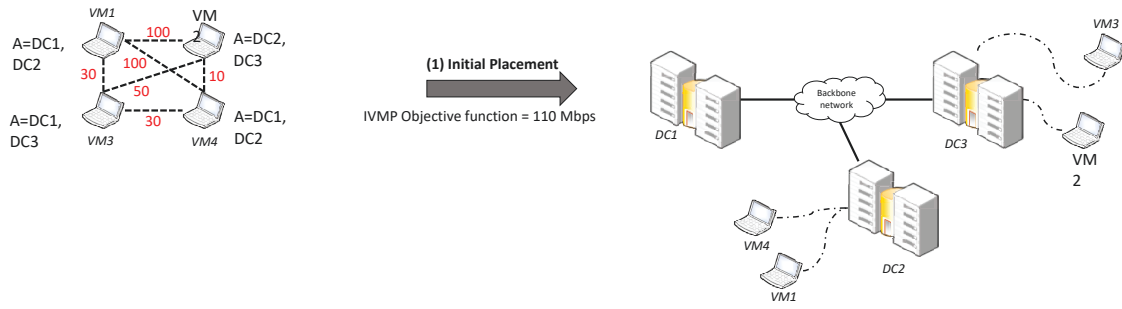 VM1
VM
2
A=DC1,
DC2
100
A=DC2,
DC3
30
100
50
10
A=DC1,
DC3
30
A=DC1,
DC2
VM3
VM4
(1) Initial Placement
IVMP Objective function = 110 Mbps
Backbone
network
DC1
DC3
VM3
VM
2
VM4
VM1
DC2